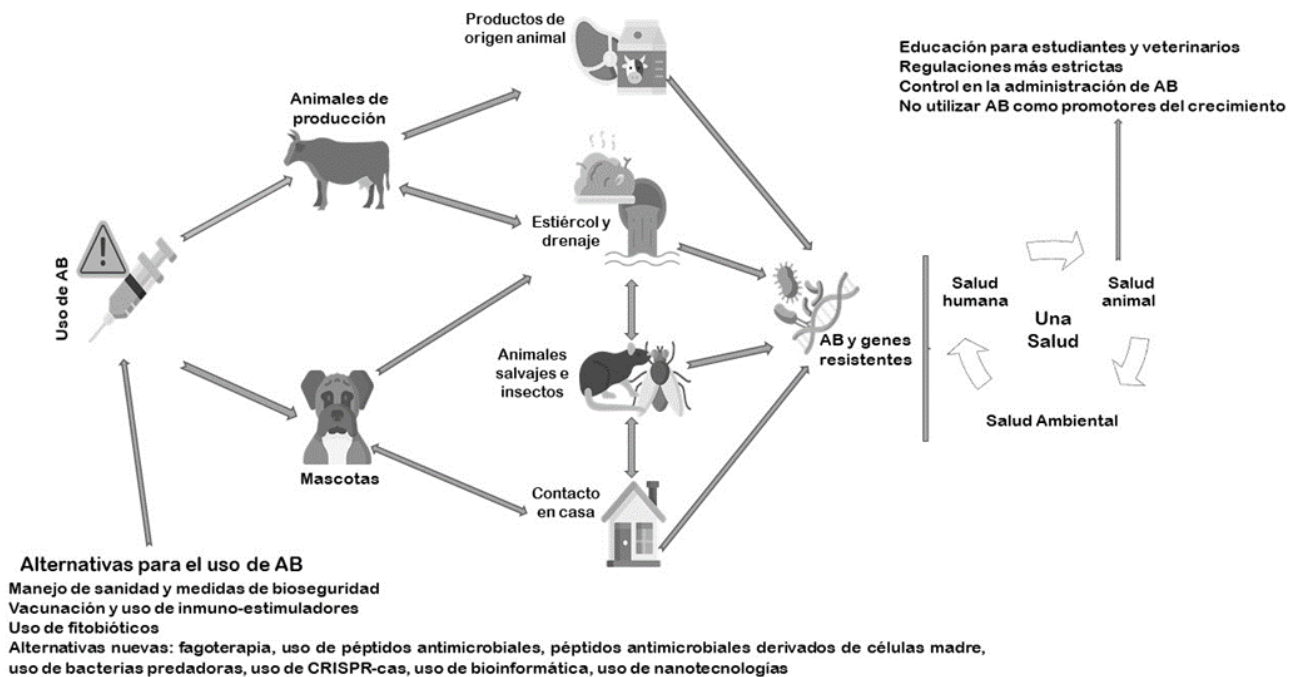 Productos de
origen animal
Educación para estudiantes y veterinarios
Regulaciones más estrictas
Control en la administración de AB
No utilizar AB como promotores del crecimiento
Animales de
producción
Estiércol y
drenaje
Uso de AB
Salud
humana
Salud
animal
Una
Salud
AB y genes
resistentes
Animales
salvajes e
insectos
Salud Ambiental
Mascotas
Contacto
en casa
Alternativas para el uso de AB
Manejo de sanidad y medidas de bioseguridad
Vacunación y uso de inmuno-estimuladores
Uso de fitobióticos
Alternativas nuevas: fagoterapia, uso de péptidos antimicrobiales, péptidos antimicrobiales derivados de células madre,
uso de bacterias predadoras, uso de CRISPR-cas, uso de bioinformática, uso de nanotecnologías